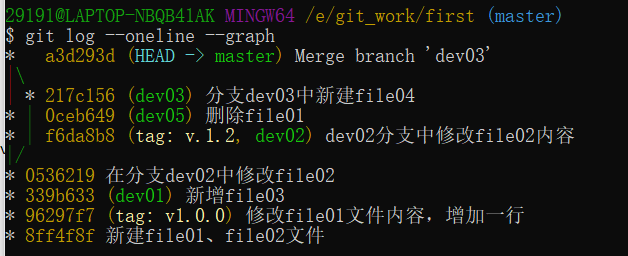 29191@LAPTOP-NBQB41AK MINGW64 /e/git_work/first (master)
$ git log --oneline --graph
*   a3d293d (HEAD -> master) Merge branch 'dev03'
|\
| * 217c156 (dev03) 分支dev03中新建file04
* | 0ceb649 (dev05) 删除file01
* | f6da8b8 (tag: v.1.2, dev02) dev02分支中修改file02内容
|/
* 0536219 在分支dev02中修改file02
* 339b633 (dev01) 新增file03
* 96297f7 (tag: v1.0.0) 修改file01文件内容，增加一行
* 8ff4f8f 新建file01、file02文件